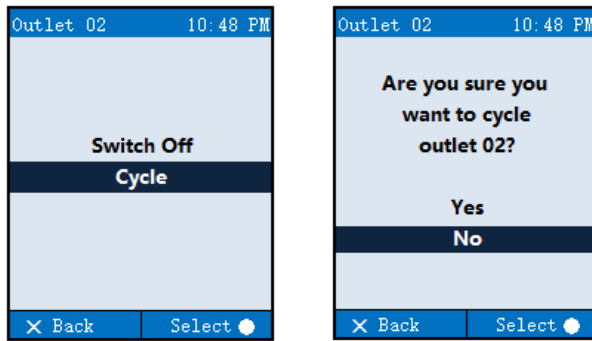 Outlet 02 10:48 PM
Switch Off
Cycle
X Back Select
Outlet 02 10:48 PM
Are you sure you
want to cycle
outlet 02?
Yes
No
X Back Select